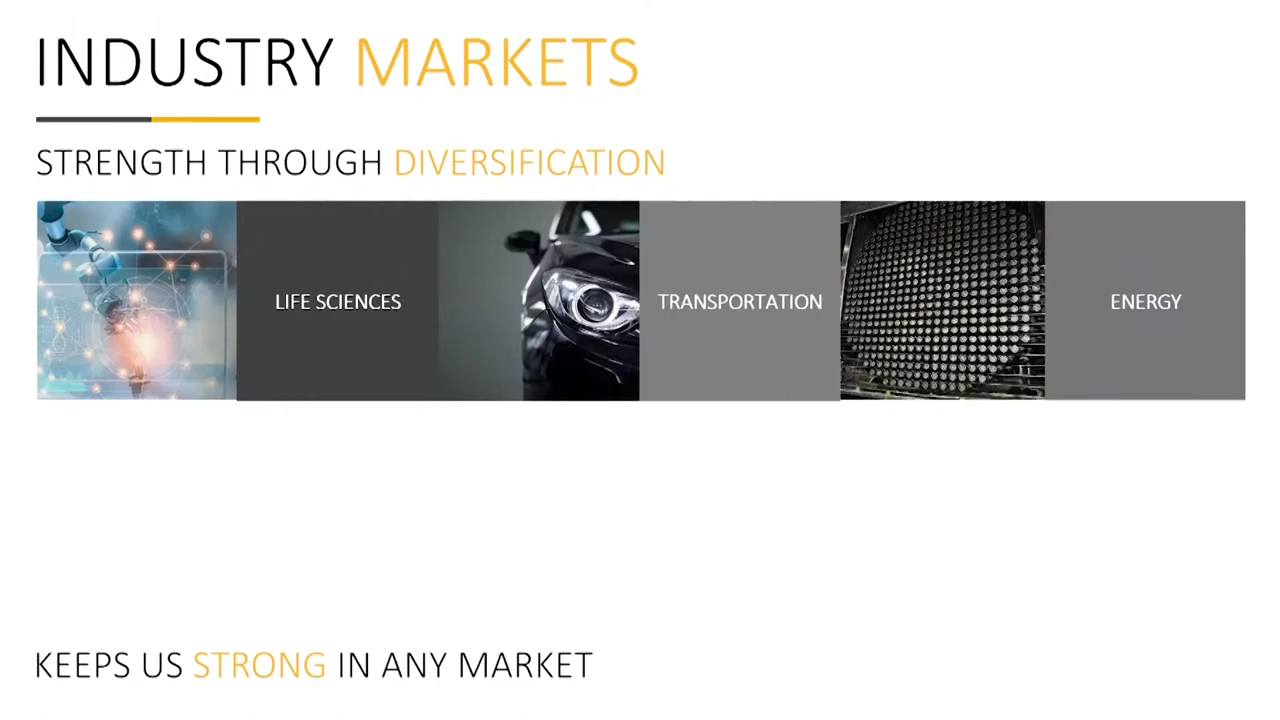 INDUSTRY MARKETS
STRENGTH THROUGH DIVERSIFICATION
LIFE SCIENCES
TRANSPORTATION
ENERGY
KEEPS US STRONG IN ANY MARKET